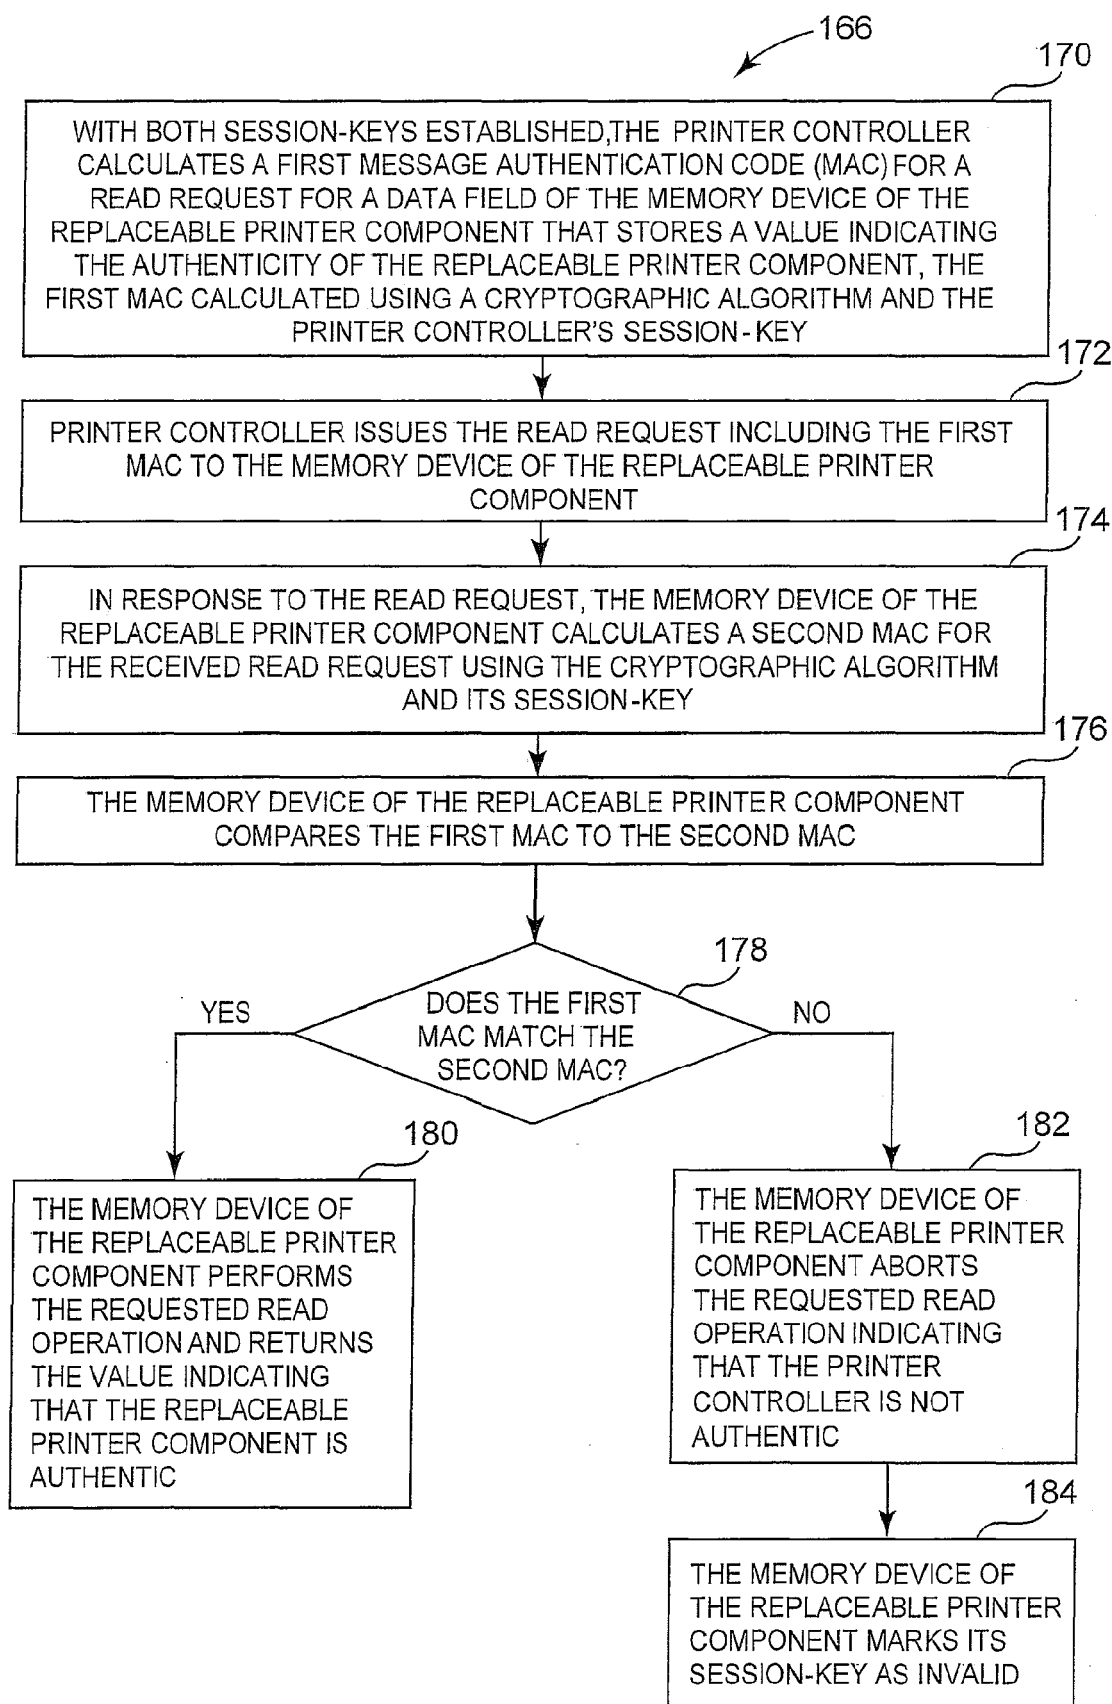 166
170
WITH BOTH SESSION-KEYS ESTABLISHED, THE PRINTER CONTROLLER
CALCULATES A FIRST MESSAGE AUTHENTICATION CODE (MAC) FOR A
READ REQUEST FOR A DATA FIELD OF THE MEMORY DEVICE OF THE
REPLACEABLE PRINTER COMPONENT THAT STORES A VALUE INDICATING
THE AUTHENTICITY OF THE REPLACEABLE PRINTER COMPONENT, THE
FIRST MAC CALCULATED USING A CRYPTOGRAPHIC ALGORITHM AND THE
PRINTER CONTROLLER'S SESSION-KEY
172
PRINTER CONTROLLER ISSUES THE READ REQUEST INCLUDING THE FIRST
MAC TO THE MEMORY DEVICE OF THE REPLACEABLE PRINTER
COMPONENT
174
IN RESPONSE TO THE READ REQUEST, THE MEMORY DEVICE OF THE
REPLACEABLE PRINTER COMPONENT CALCULATES A SECOND MAC FOR
THE RECEIVED READ REQUEST USING THE CRYPTOGRAPHIC ALGORITHM
AND ITS SESSION-KEY
176
THE MEMORY DEVICE OF THE REPLACEABLE PRINTER COMPONENT
COMPARES THE FIRST MAC TO THE SECOND MAC
178
DOES THE FIRST
MAC MATCH THE
SECOND MAC?
YES
NO
180
THE MEMORY DEVICE OF
THE REPLACEABLE PRINTER
COMPONENT PERFORMS
THE REQUESTED READ
OPERATION AND RETURNS
THE VALUE INDICATING
THAT THE REPLACEABLE
PRINTER COMPONENT IS
AUTHENTIC
182
THE MEMORY DEVICE OF
THE REPLACEABLE PRINTER
COMPONENT ABORTS
THE REQUESTED READ
OPERATION INDICATING
THAT THE PRINTER
CONTROLLER IS NOT
AUTHENTIC
184
THE MEMORY DEVICE OF
THE REPLACEABLE PRINTER
COMPONENT MARKS ITS
SESSION-KEY AS INVALID